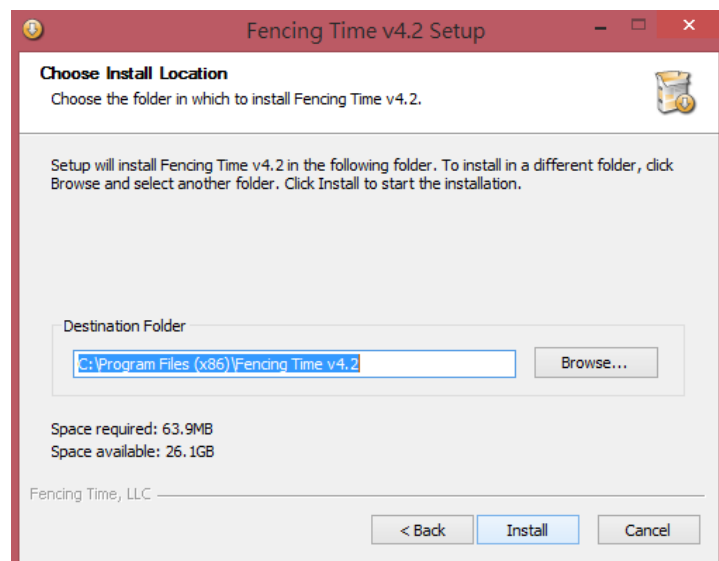 Fencing Time v4.2 Setup
Choose Install Location
Choose the folder in which to install Fencing Time v4.2.
Setup will install Fencing Time v4.2 in the following folder. To install in a different folder, click
Browse and select another folder. Click Install to start the installation.
Destination Folder
C:\Program Files (x86)\Fencing Time v4.2
Browse...
Space required: 63.9MB
Space available: 26.1GB
Fencing Time, LLC
< Back
Install
Cancel